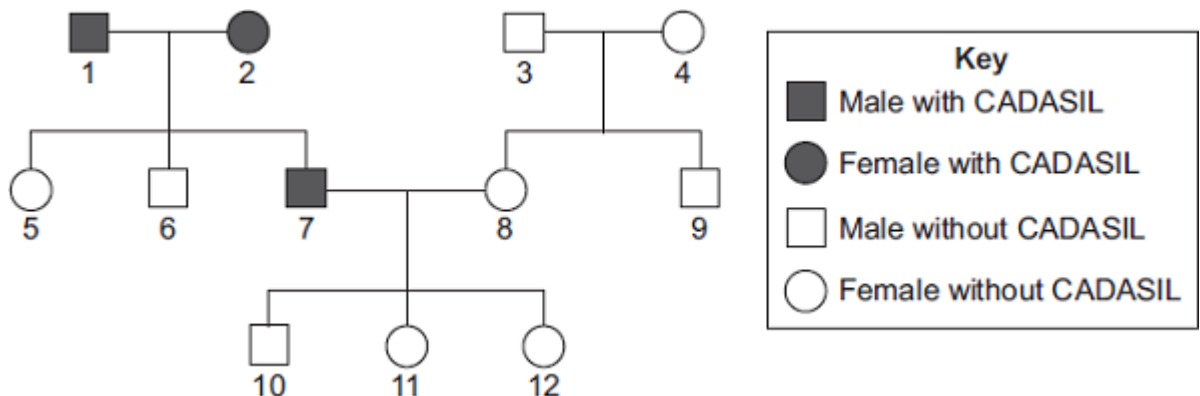 1 2 3 4
5 6 7 8 9
10 11 12
Key
Male with CADASIL
Female with CADASIL
Male without CADASIL
Female without CADASIL